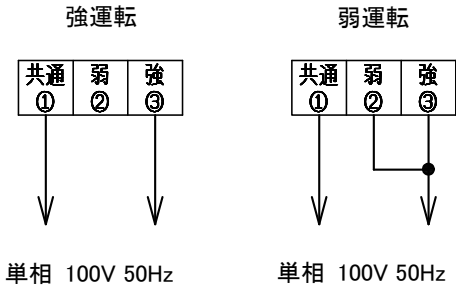 強運転
弱運転
共通 弱 強
① ② ③
共通 弱 強
① ② ③
単相 100V 50Hz
単相 100V 50Hz